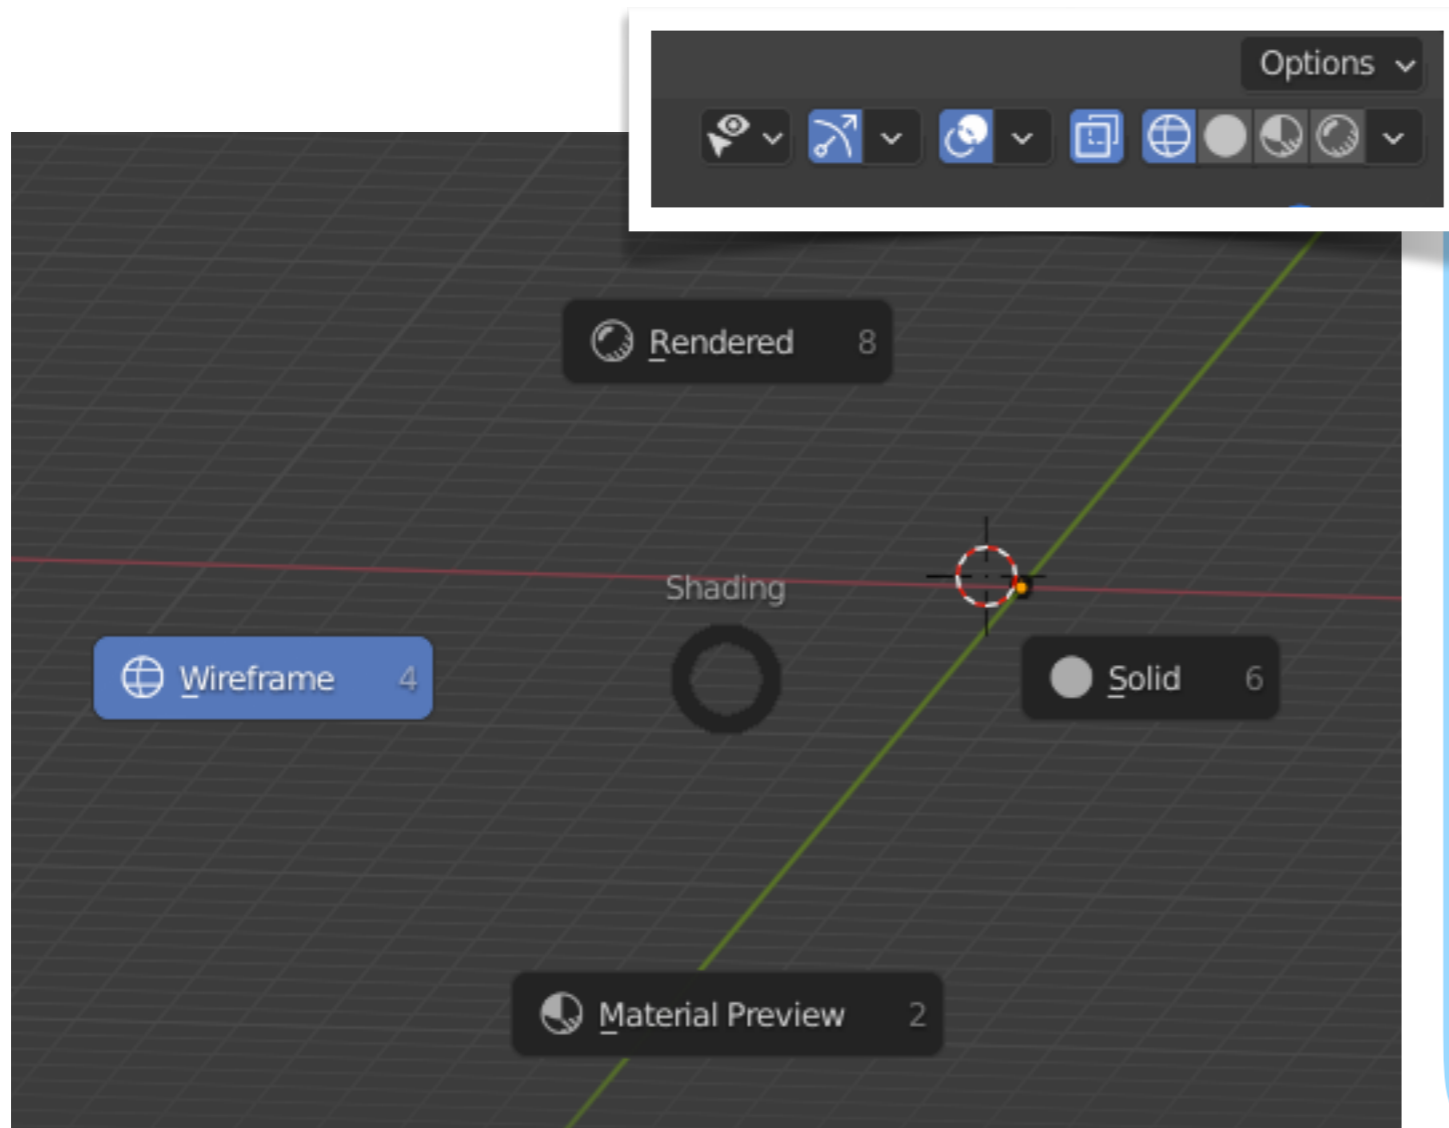 Options
Rendered 8
Shading
Wireframe 4
Solid 6
Material Preview 2